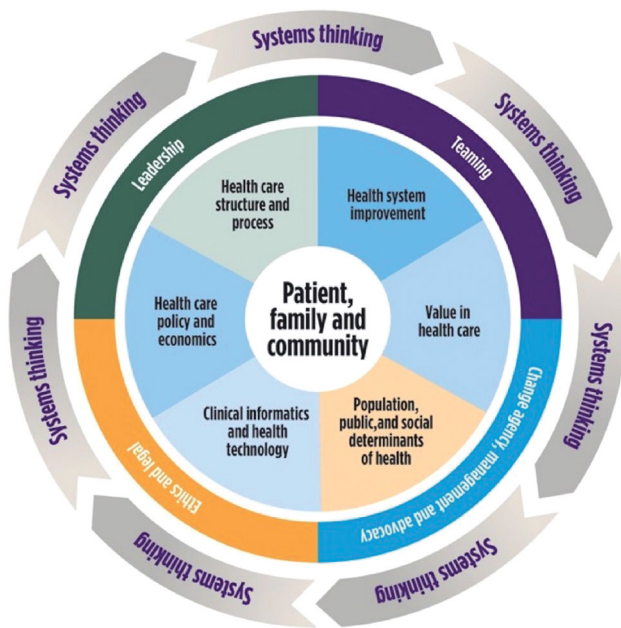 Systems thinking
Systems thinking
Systems thinking
Systems thinking
Systems thinking
Systems thinking
Systems thinking
Leadership
Teaming
Change agency, management and advocacy
Ethics and legal
Health care
structure and
process
Health system
improvement
Health care
policy and
economics
Patient,
family and
community
Value in
health care
Clinical informatics
and health
technology
Population,
public,and social
determinants
of health